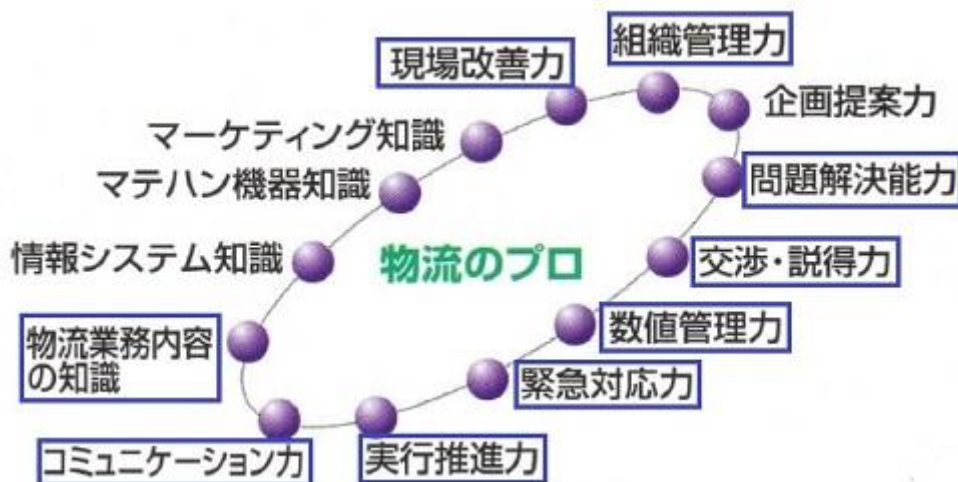 組織管理力
現場改善力
企画提案力
マーケティング知識
マテハン機器知識
問題解決能力
情報システム知識
物流のプロ
交渉・説得力
数値管理力
物流業務内容
の知識
緊急対応力
コミュニケーション力
実行推進力